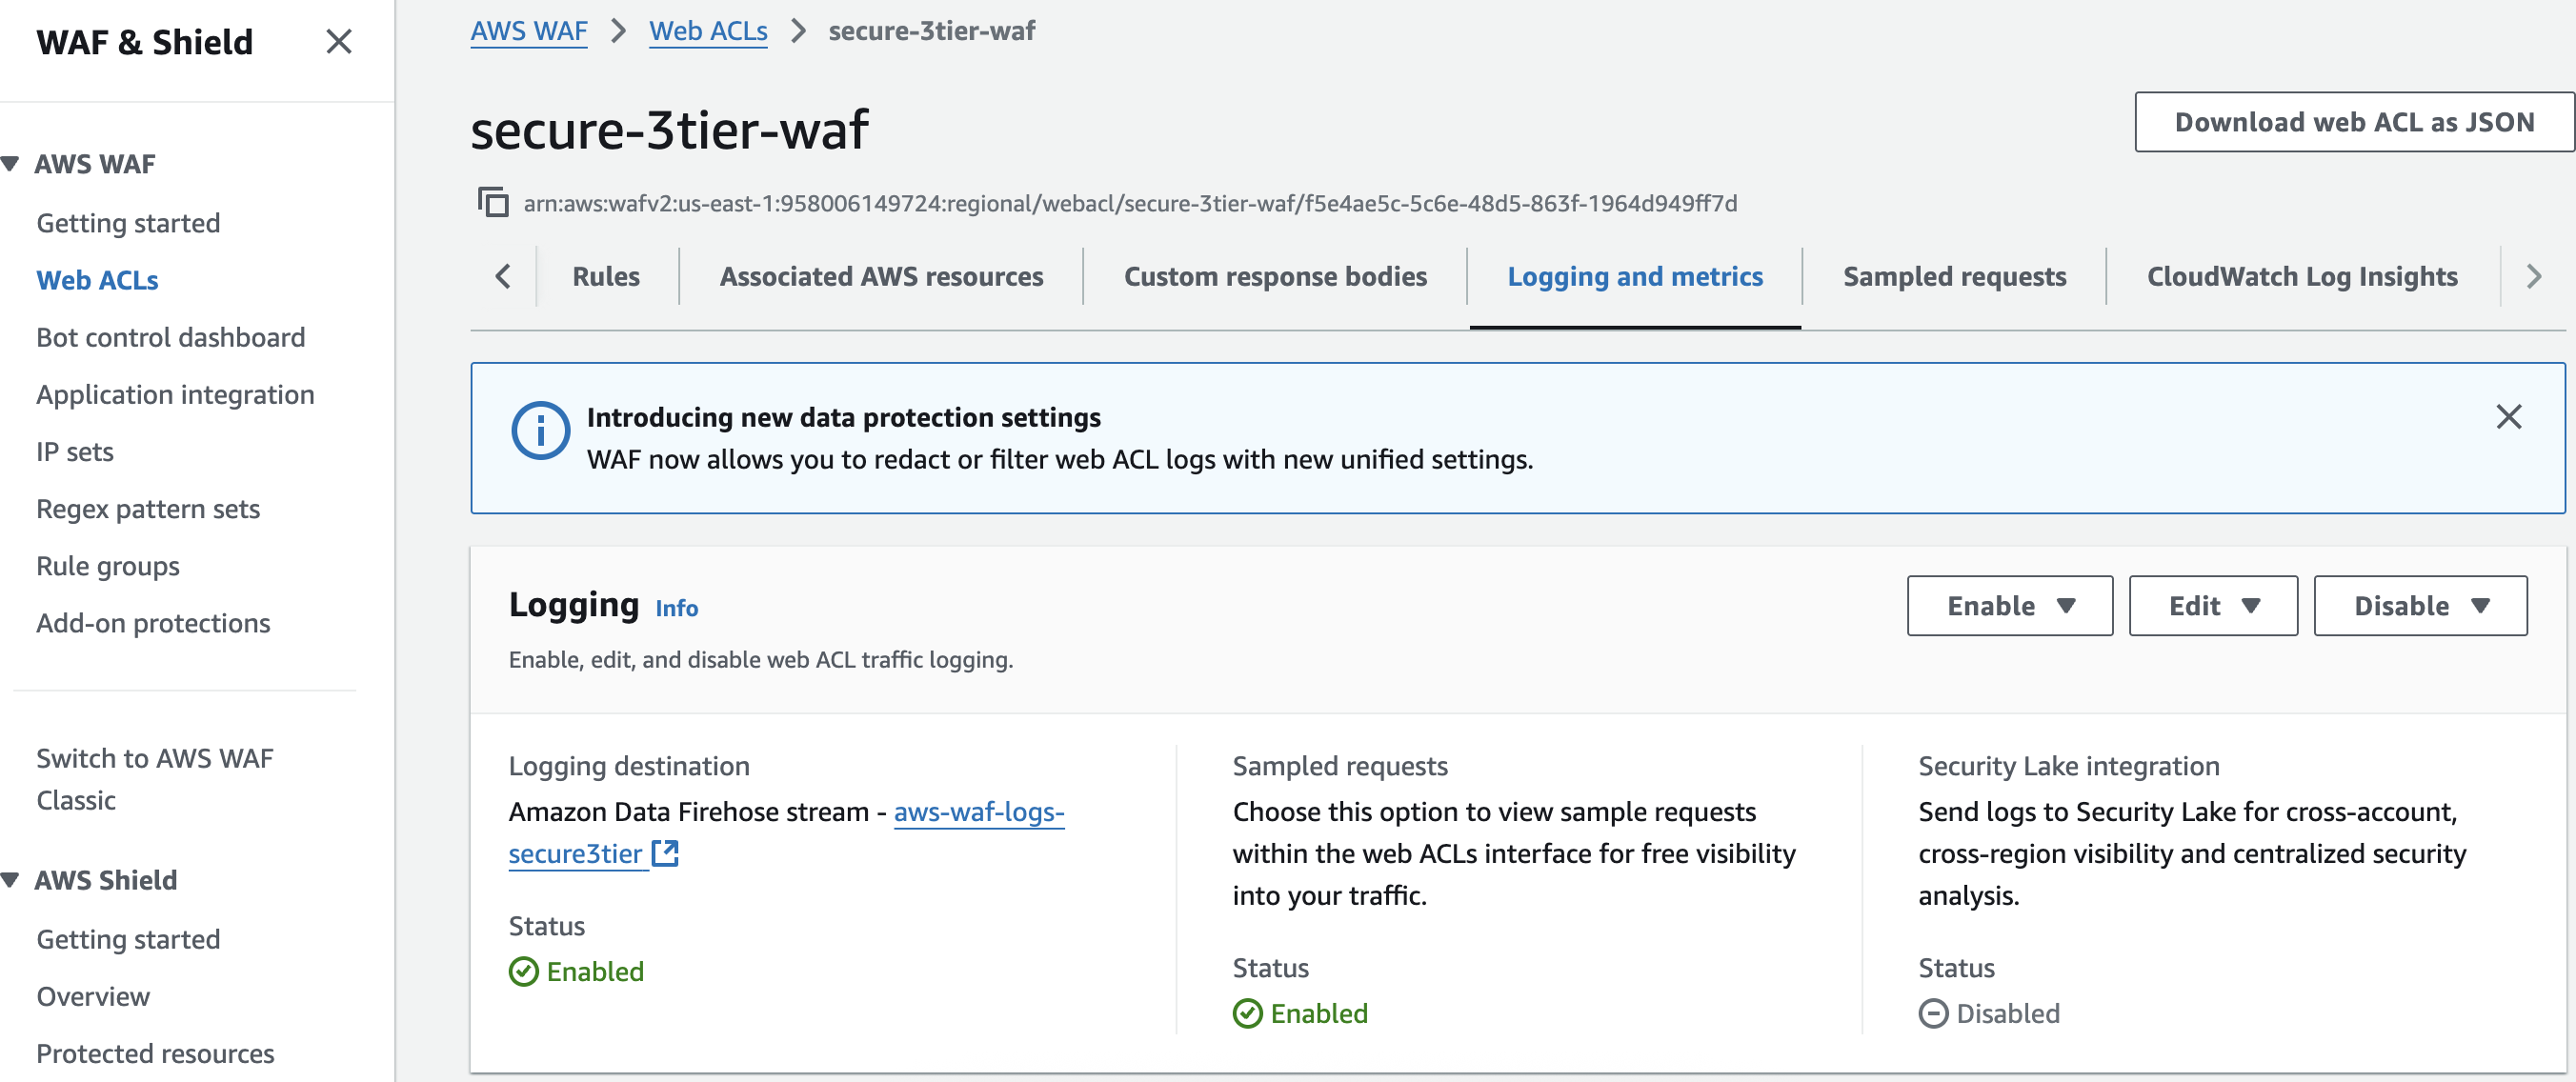 WAF & Shield
AWS WAF
Getting started
Web ACLs
Bot control dashboard
Application integration
IP sets
Regex pattern sets
Rule groups
Add-on protections
Switch to AWS WAF
Classic
AWS Shield
Getting started
Overview
Protected resources
AWS WAF > Web ACLs > secure-3tier-waf
secure-3tier-waf
Download web ACL as JSON
arn:aws:wafv2:us-east-1:958006149724:regional/webacl/secure-3tier-waf/f5e4ae5c-5c6e-48d5-863f-1964d949ff7d
Rules Associated AWS resources Custom response bodies Logging and metrics Sampled requests CloudWatch Log Insights
Introducing new data protection settings
WAF now allows you to redact or filter web ACL logs with new unified settings.
Logging Info
Enable Edit Disable
Enable, edit, and disable web ACL traffic logging.
Logging destination
Amazon Data Firehose stream - aws-waf-logs-
secure3tier
Status
Enabled
Sampled requests
Choose this option to view sample requests
within the web ACLs interface for free visibility
into your traffic.
Status
Enabled
Security Lake integration
Send logs to Security Lake for cross-account,
cross-region visibility and centralized security
analysis.
Status
Disabled